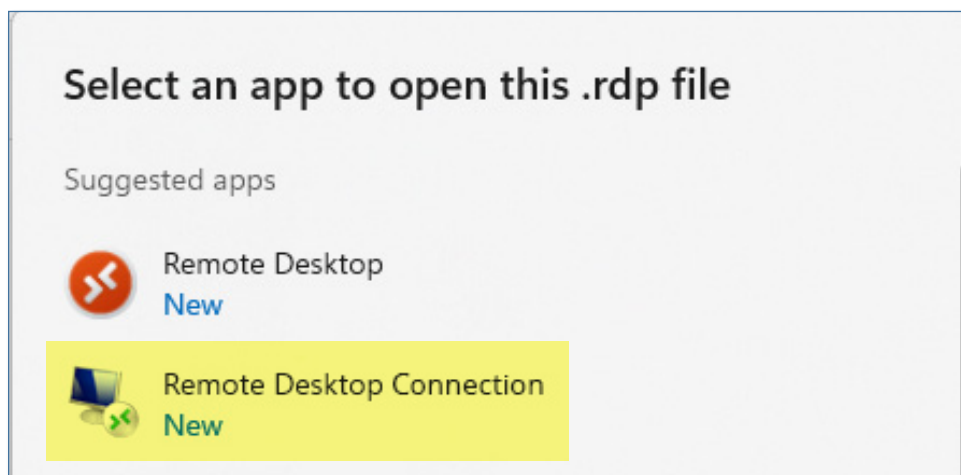 Select an app to open this .rdp file
Suggested apps
Remote Desktop
New
Remote Desktop Connection
New